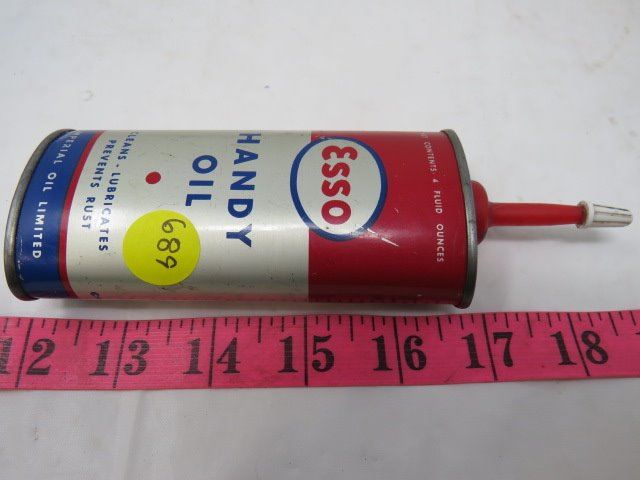 CONTENTS 4 FLUID OUNCES
Esso
HANDY
OIL
CLEANS - LUBRICATES
PREVENTS RUST
PERIAL OIL LIMITED
689
12 13 14 15 16 17 18